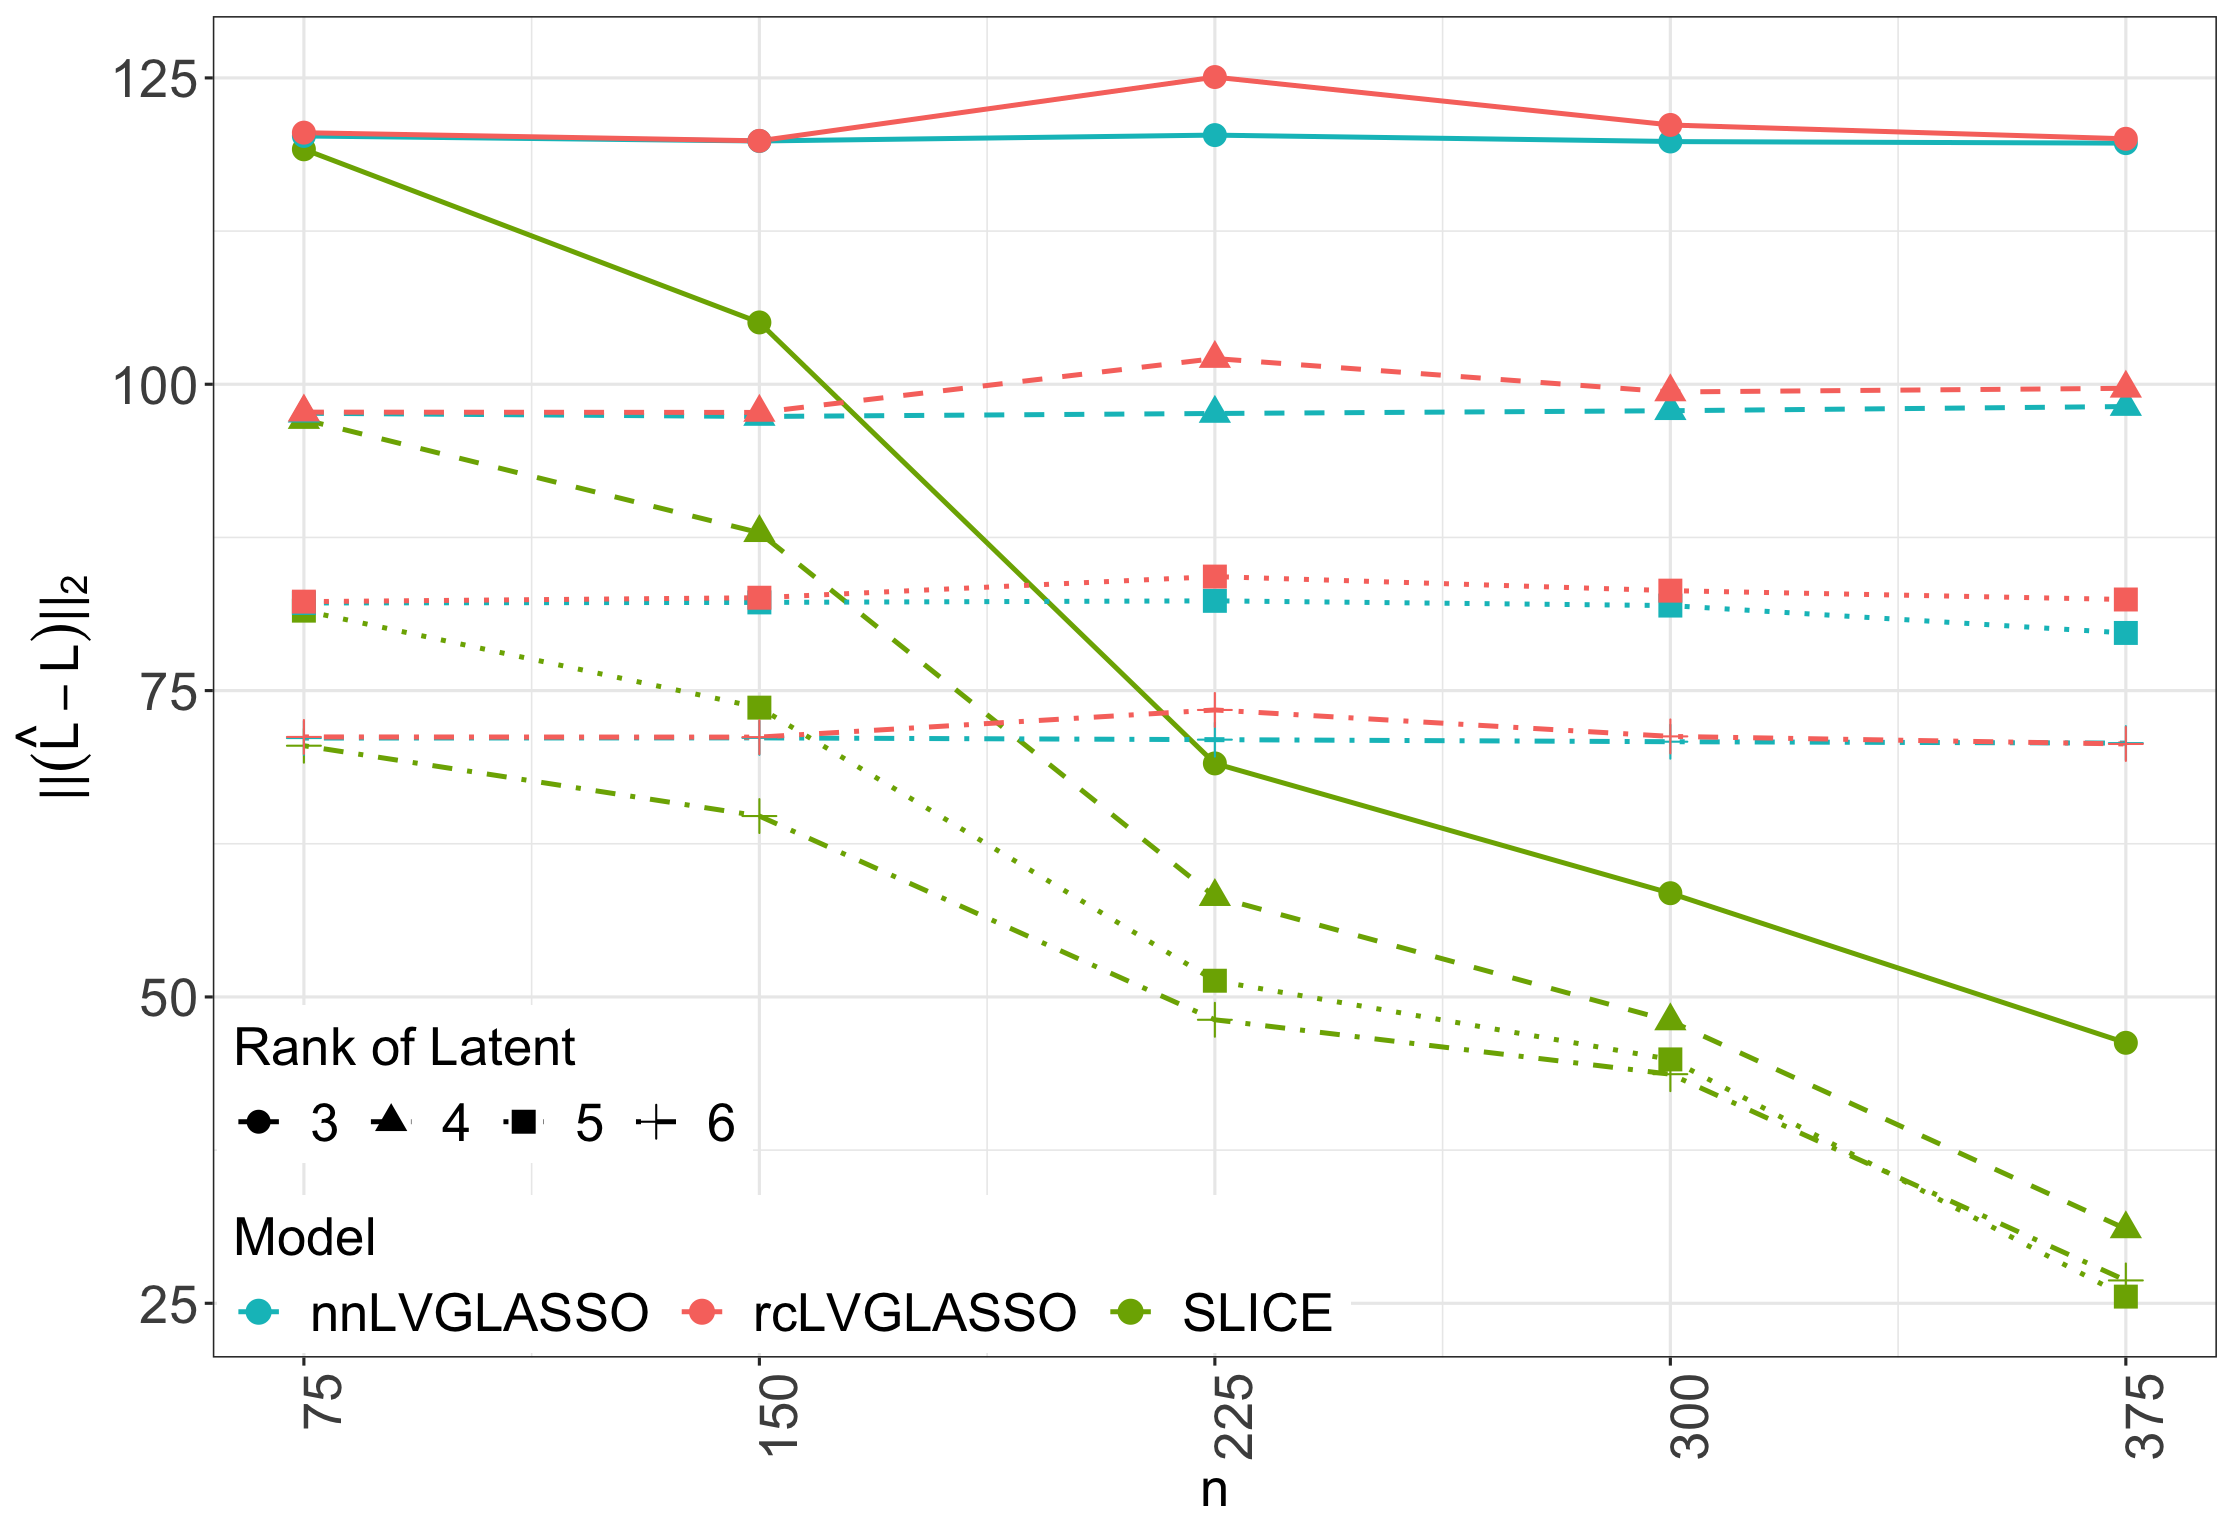 125
100
75
50
25
||(L̂ − L)||₂
Rank of Latent
3 4 5 6
Model
nnLVGLASSO rcLVGLASSO SLICE
75 150 225 300 375
n